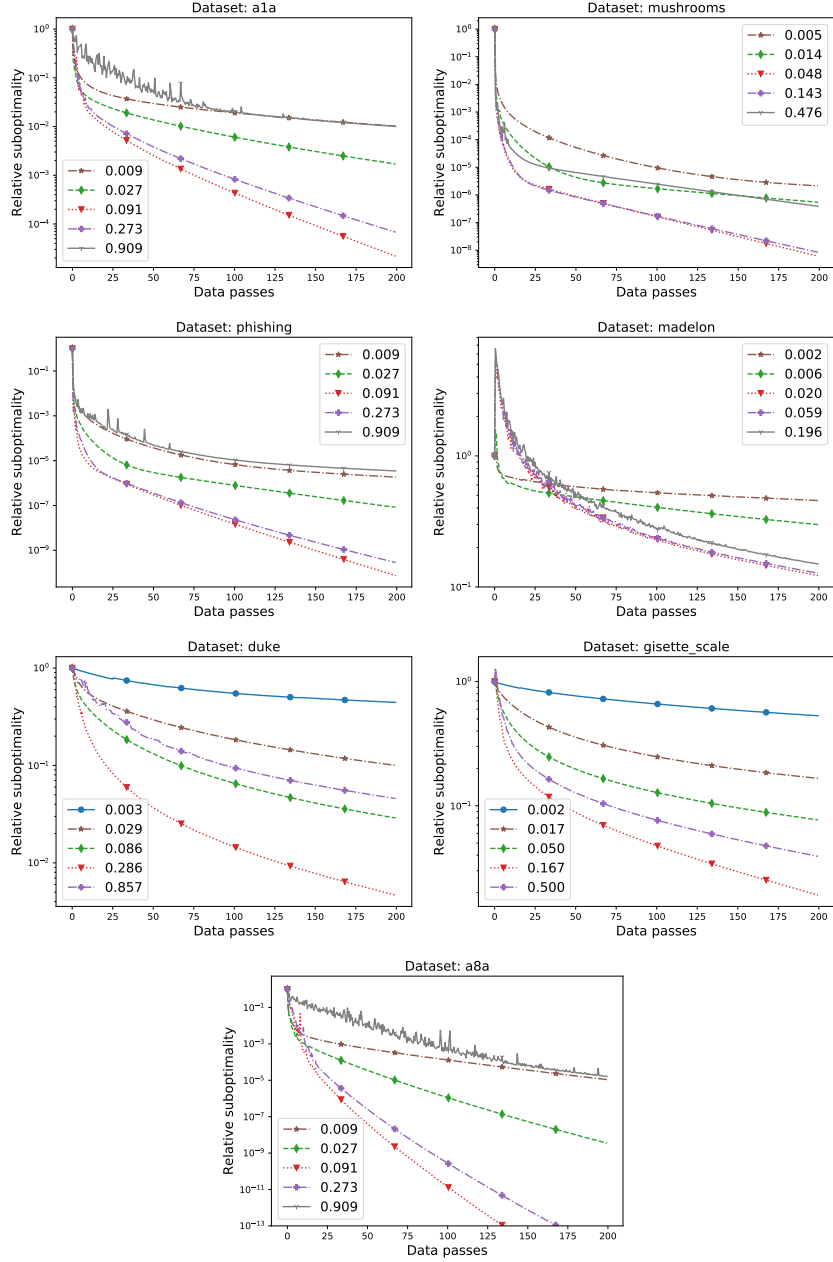 Dataset: a1a
Relative suboptimality
10⁰
10⁻¹
10⁻²
10⁻³
10⁻⁴
0.009
0.027
0.091
0.273
0.909
0 25 50 75 100 125 150 175 200
Data passes
Dataset: mushrooms
Relative suboptimality
10⁰
10⁻¹
10⁻²
10⁻³
10⁻⁴
10⁻⁵
10⁻⁶
10⁻⁷
10⁻⁸
0.005
0.014
0.048
0.143
0.476
0 25 50 75 100 125 150 175 200
Data passes
Dataset: phishing
Relative suboptimality
10⁻¹
10⁻³
10⁻⁵
10⁻⁷
10⁻⁹
0.009
0.027
0.091
0.273
0.909
0 25 50 75 100 125 150 175 200
Data passes
Dataset: madelon
Relative suboptimality
10⁰
10⁻¹
0.002
0.006
0.020
0.059
0.196
0 25 50 75 100 125 150 175 200
Data passes
Dataset: duke
Relative suboptimality
10⁰
10⁻¹
10⁻²
0.003
0.029
0.086
0.286
0.857
0 25 50 75 100 125 150 175 200
Data passes
Dataset: gisette_scale
Relative suboptimality
10⁰
10⁻¹
0.002
0.017
0.050
0.167
0.500
0 25 50 75 100 125 150 175 200
Data passes
Dataset: a8a
Relative suboptimality
10⁻¹
10⁻³
10⁻⁵
10⁻⁷
10⁻⁹
10⁻¹¹
10⁻¹³
0.009
0.027
0.091
0.273
0.909
0 25 50 75 100 125 150 175 200
Data passes